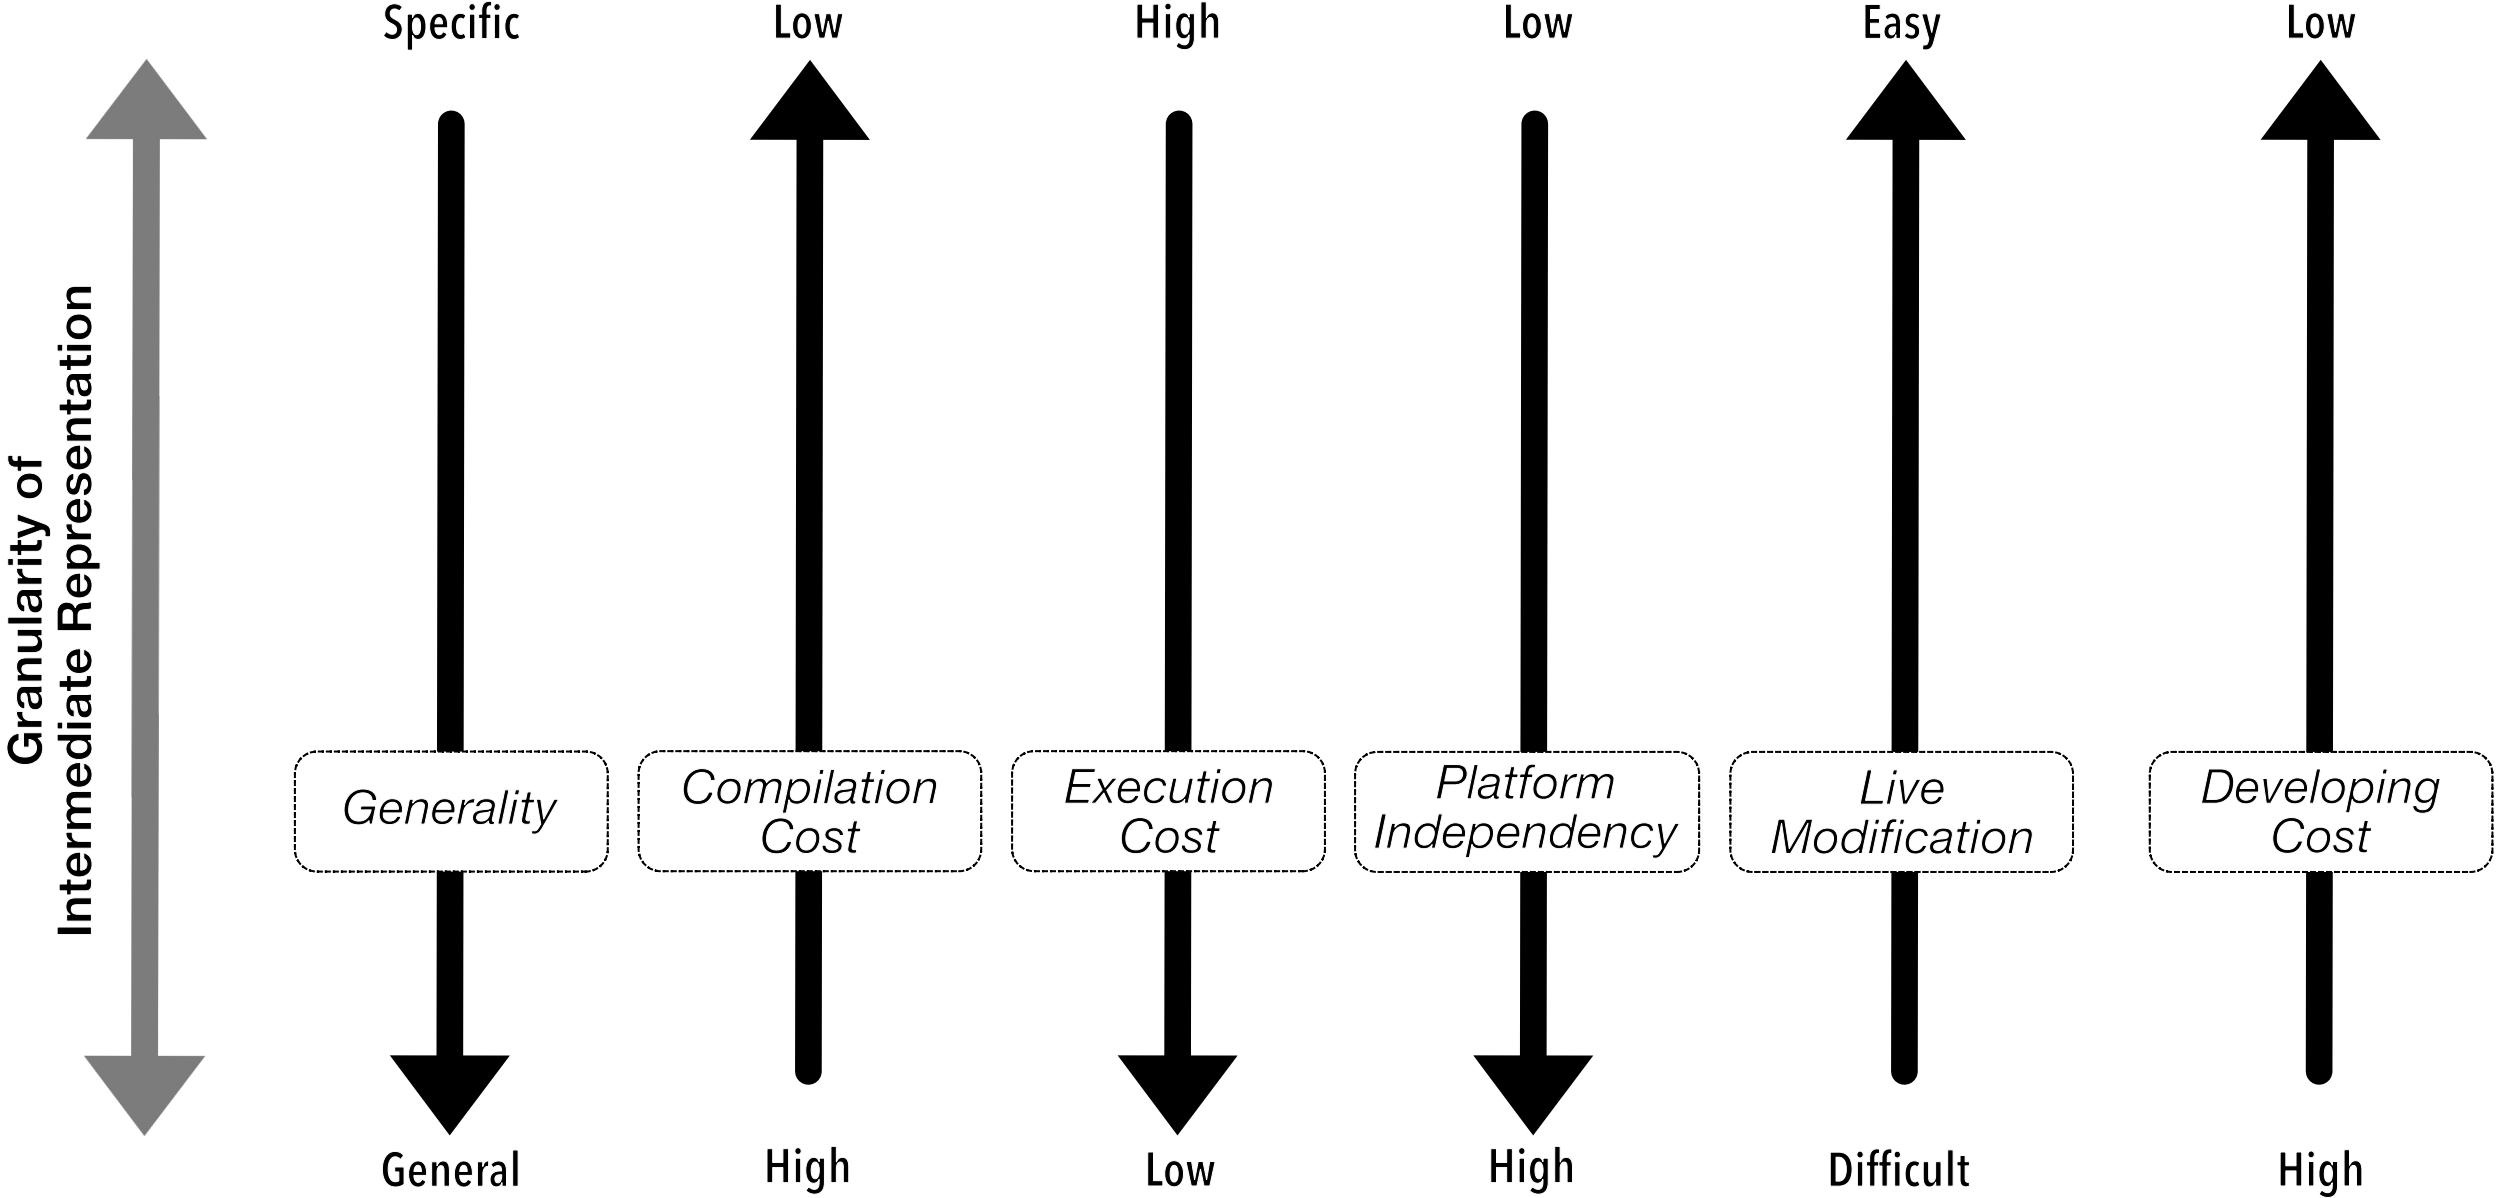 Specific
Low
High
Low
Easy
Low
Granularity of
Intermediate Representation
Generality
Compilation
Cost
Execution
Cost
Platform
Independency
Live
Modification
Developing
Cost
General
High
Low
High
Difficult
High